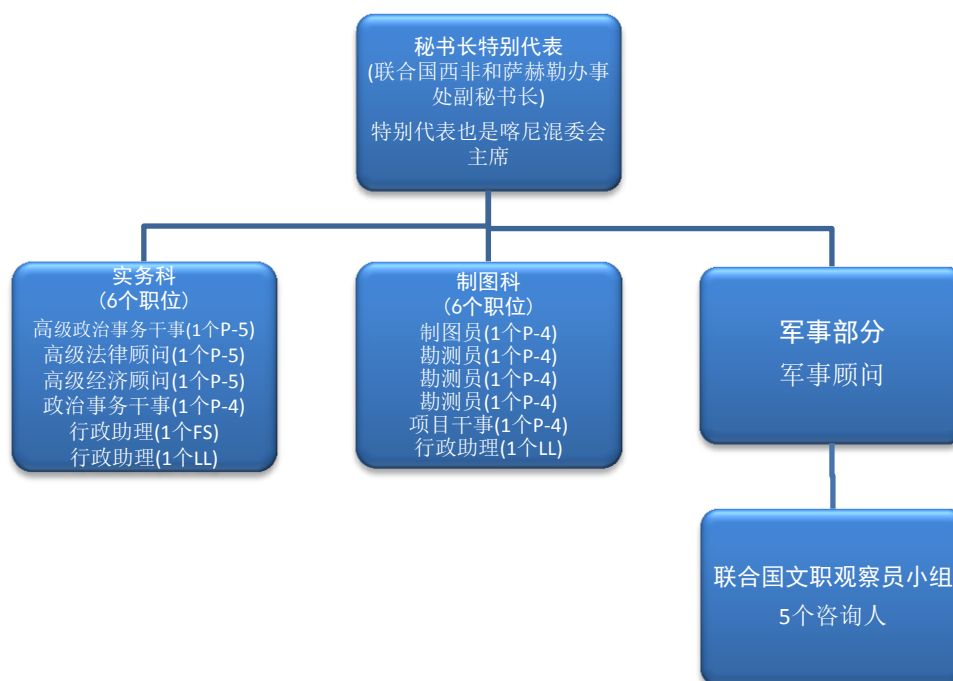 秘书长特别代表
(联合国西非和萨赫勒办事
处副秘书长)
特别代表也是喀尼混委会
主席
实务科
(6个职位)
高级政治事务干事(1个P-5)
高级法律顾问(1个P-5)
高级经济顾问(1个P-5)
政治事务干事(1个P-4)
行政助理(1个FS)
行政助理(1个LL)
制图科
(6个职位)
制图员(1个P-4)
勘测员(1个P-4)
勘测员(1个P-4)
勘测员(1个P-4)
项目干事(1个P-4)
行政助理(1个LL)
军事部分
军事顾问
联合国文职观察员小组
5个咨询人